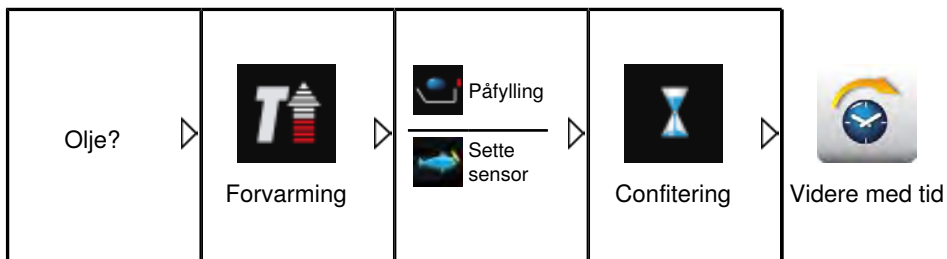 Olje?
Forvarming
Påfylling
Sette
sensor
Confitering
Videre med tid